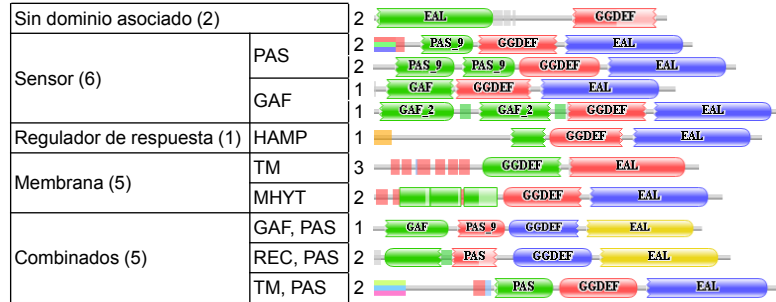 Sin dominio asociado (2) 2 EAL GGDEF
Sensor (6) PAS 2 PAS_9 GGDEF EAL
2 PAS_9 PAS_9 GGDEF EAL
GAF 1 GAF GGDEF EAL
1 GAF_2 GAF_2 GGDEF EAL
Regulador de respuesta (1) HAMP 1 GGDEF EAL
Membrana (5) TM 3 GGDEF EAL
MHYT 2 GGDEF EAL
Combinados (5) GAF, PAS 1 GAF PAS_9 GGDEF EAL
REC, PAS 2 PAS GGDEF EAL
TM, PAS 2 PAS GGDEF EAL